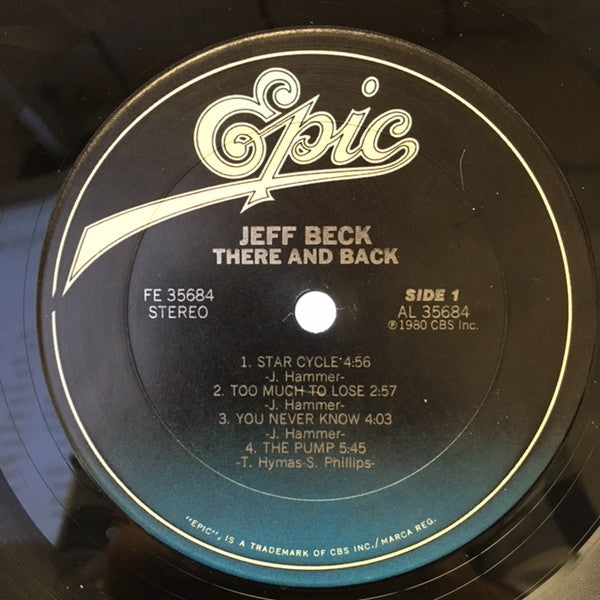 Epic
JEFF BECK
THERE AND BACK
FE 35684
STEREO
SIDE 1
AL 35684
℗ 1980 CBS Inc.
1. STAR CYCLE 4:56
-J. Hammer-
2. TOO MUCH TO LOSE 2:57
-J. Hammer-
3. YOU NEVER KNOW 4:03
-J. Hammer-
4. THE PUMP 5:45
-T. Hymas-S. Phillips-
"EPIC", IS A TRADEMARK OF CBS INC./MARCA REG.